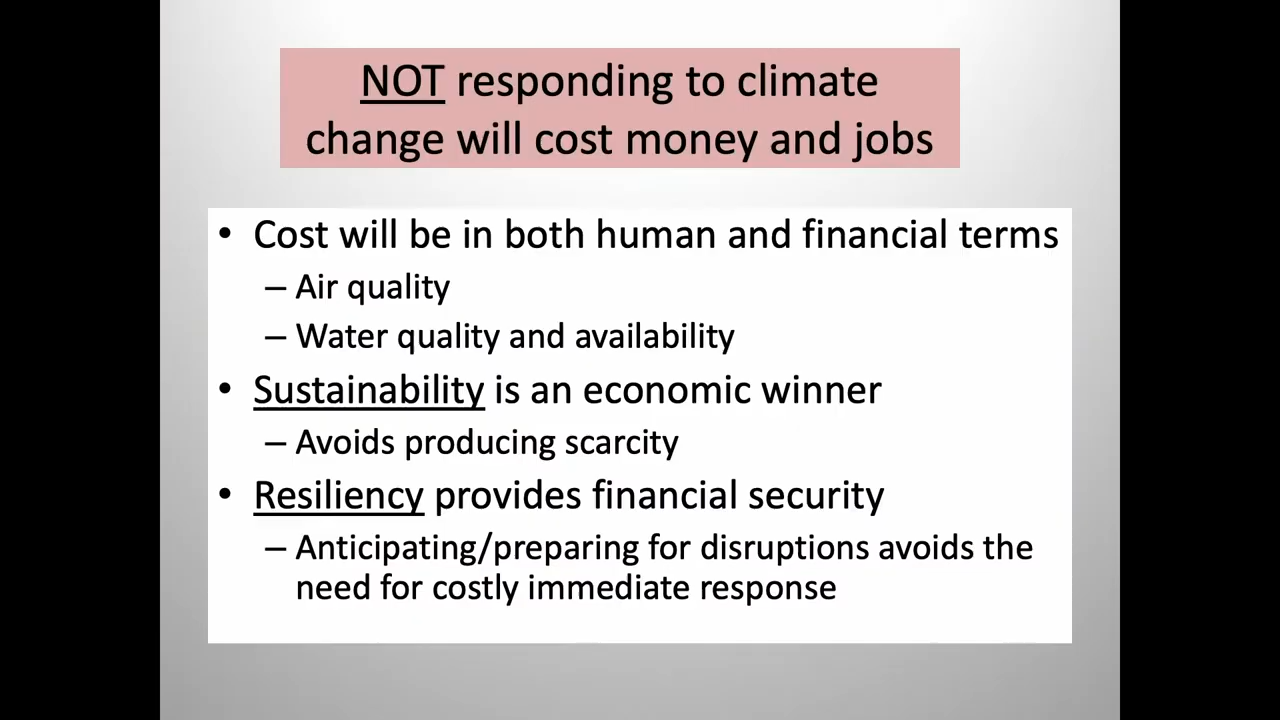 NOT responding to climate
change will cost money and jobs
• Cost will be in both human and financial terms
– Air quality
– Water quality and availability
• Sustainability is an economic winner
– Avoids producing scarcity
• Resiliency provides financial security
– Anticipating/preparing for disruptions avoids the
need for costly immediate response